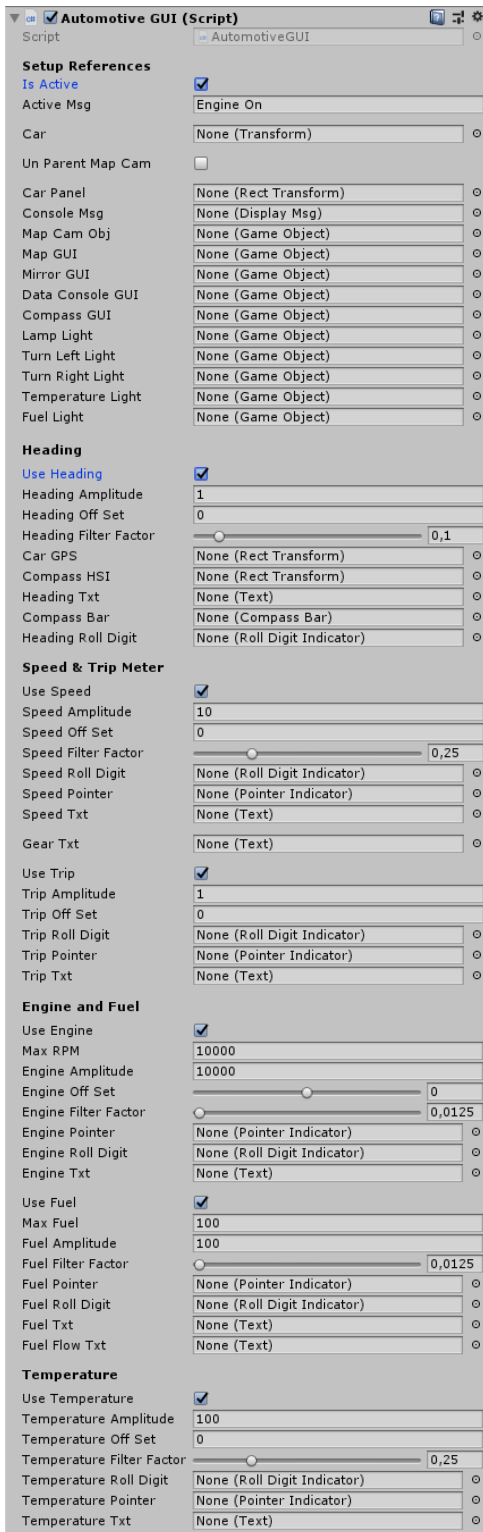 Automotive GUI (Script)
Script AutomotiveGUI
Setup References
Is Active
Active Msg Engine On
Car None (Transform)
Un Parent Map Cam
Car Panel None (Rect Transform)
Console Msg None (Display Msg)
Map Cam Obj None (Game Object)
Map GUI None (Game Object)
Mirror GUI None (Game Object)
Data Console GUI None (Game Object)
Compass GUI None (Game Object)
Lamp Light None (Game Object)
Turn Left Light None (Game Object)
Turn Right Light None (Game Object)
Temperature Light None (Game Object)
Fuel Light None (Game Object)
Heading
Use Heading
Heading Amplitude 1
Heading Off Set 0
Heading Filter Factor 0,1
Car GPS None (Rect Transform)
Compass HSI None (Rect Transform)
Heading Txt None (Text)
Compass Bar None (Compass Bar)
Heading Roll Digit None (Roll Digit Indicator)
Speed & Trip Meter
Use Speed
Speed Amplitude 10
Speed Off Set 0
Speed Filter Factor 0,25
Speed Roll Digit None (Roll Digit Indicator)
Speed Pointer None (Pointer Indicator)
Speed Txt None (Text)
Gear Txt None (Text)
Use Trip
Trip Amplitude 1
Trip Off Set 0
Trip Roll Digit None (Roll Digit Indicator)
Trip Pointer None (Pointer Indicator)
Trip Txt None (Text)
Engine and Fuel
Use Engine
Max RPM 10000
Engine Amplitude 10000
Engine Off Set 0
Engine Filter Factor 0,0125
Engine Pointer None (Pointer Indicator)
Engine Roll Digit None (Roll Digit Indicator)
Engine Txt None (Text)
Use Fuel
Max Fuel 100
Fuel Amplitude 100
Fuel Filter Factor 0,0125
Fuel Pointer None (Pointer Indicator)
Fuel Roll Digit None (Roll Digit Indicator)
Fuel Txt None (Text)
Fuel Flow Txt None (Text)
Temperature
Use Temperature
Temperature Amplitude 100
Temperature Off Set 0
Temperature Filter Factor 0,25
Temperature Roll Digit None (Roll Digit Indicator)
Temperature Pointer None (Pointer Indicator)
Temperature Txt None (Text)